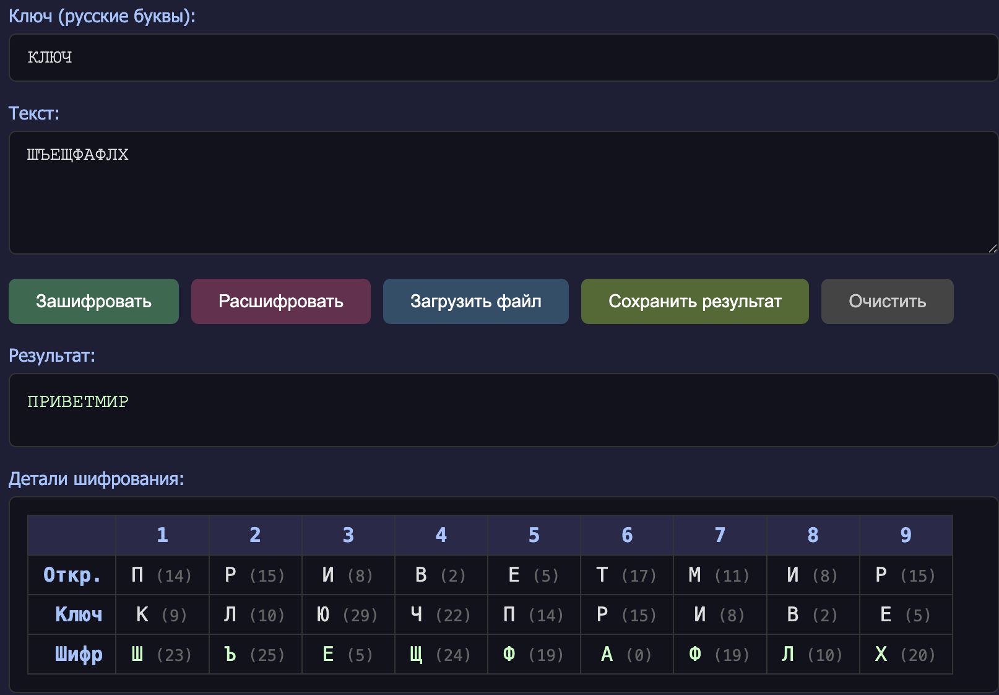 Ключ (русские буквы):
КЛЮЧ
Текст:
ШЪЕЩФАФЛХ
Зашифровать Расшифровать Загрузить файл Сохранить результат Очистить
Результат:
ПРИВЕТМИР
Детали шифрования:
1 2 3 4 5 6 7 8 9
Откр. П (14) Р (15) И (8) В (2) Е (5) Т (17) М (11) И (8) Р (15)
Ключ К (9) Л (10) Ю (29) Ч (22) П (14) Р (15) И (8) В (2) Е (5)
Шифр Ш (23) Ъ (25) Е (5) Щ (24) Ф (19) А (0) Ф (19) Л (10) Х (20)